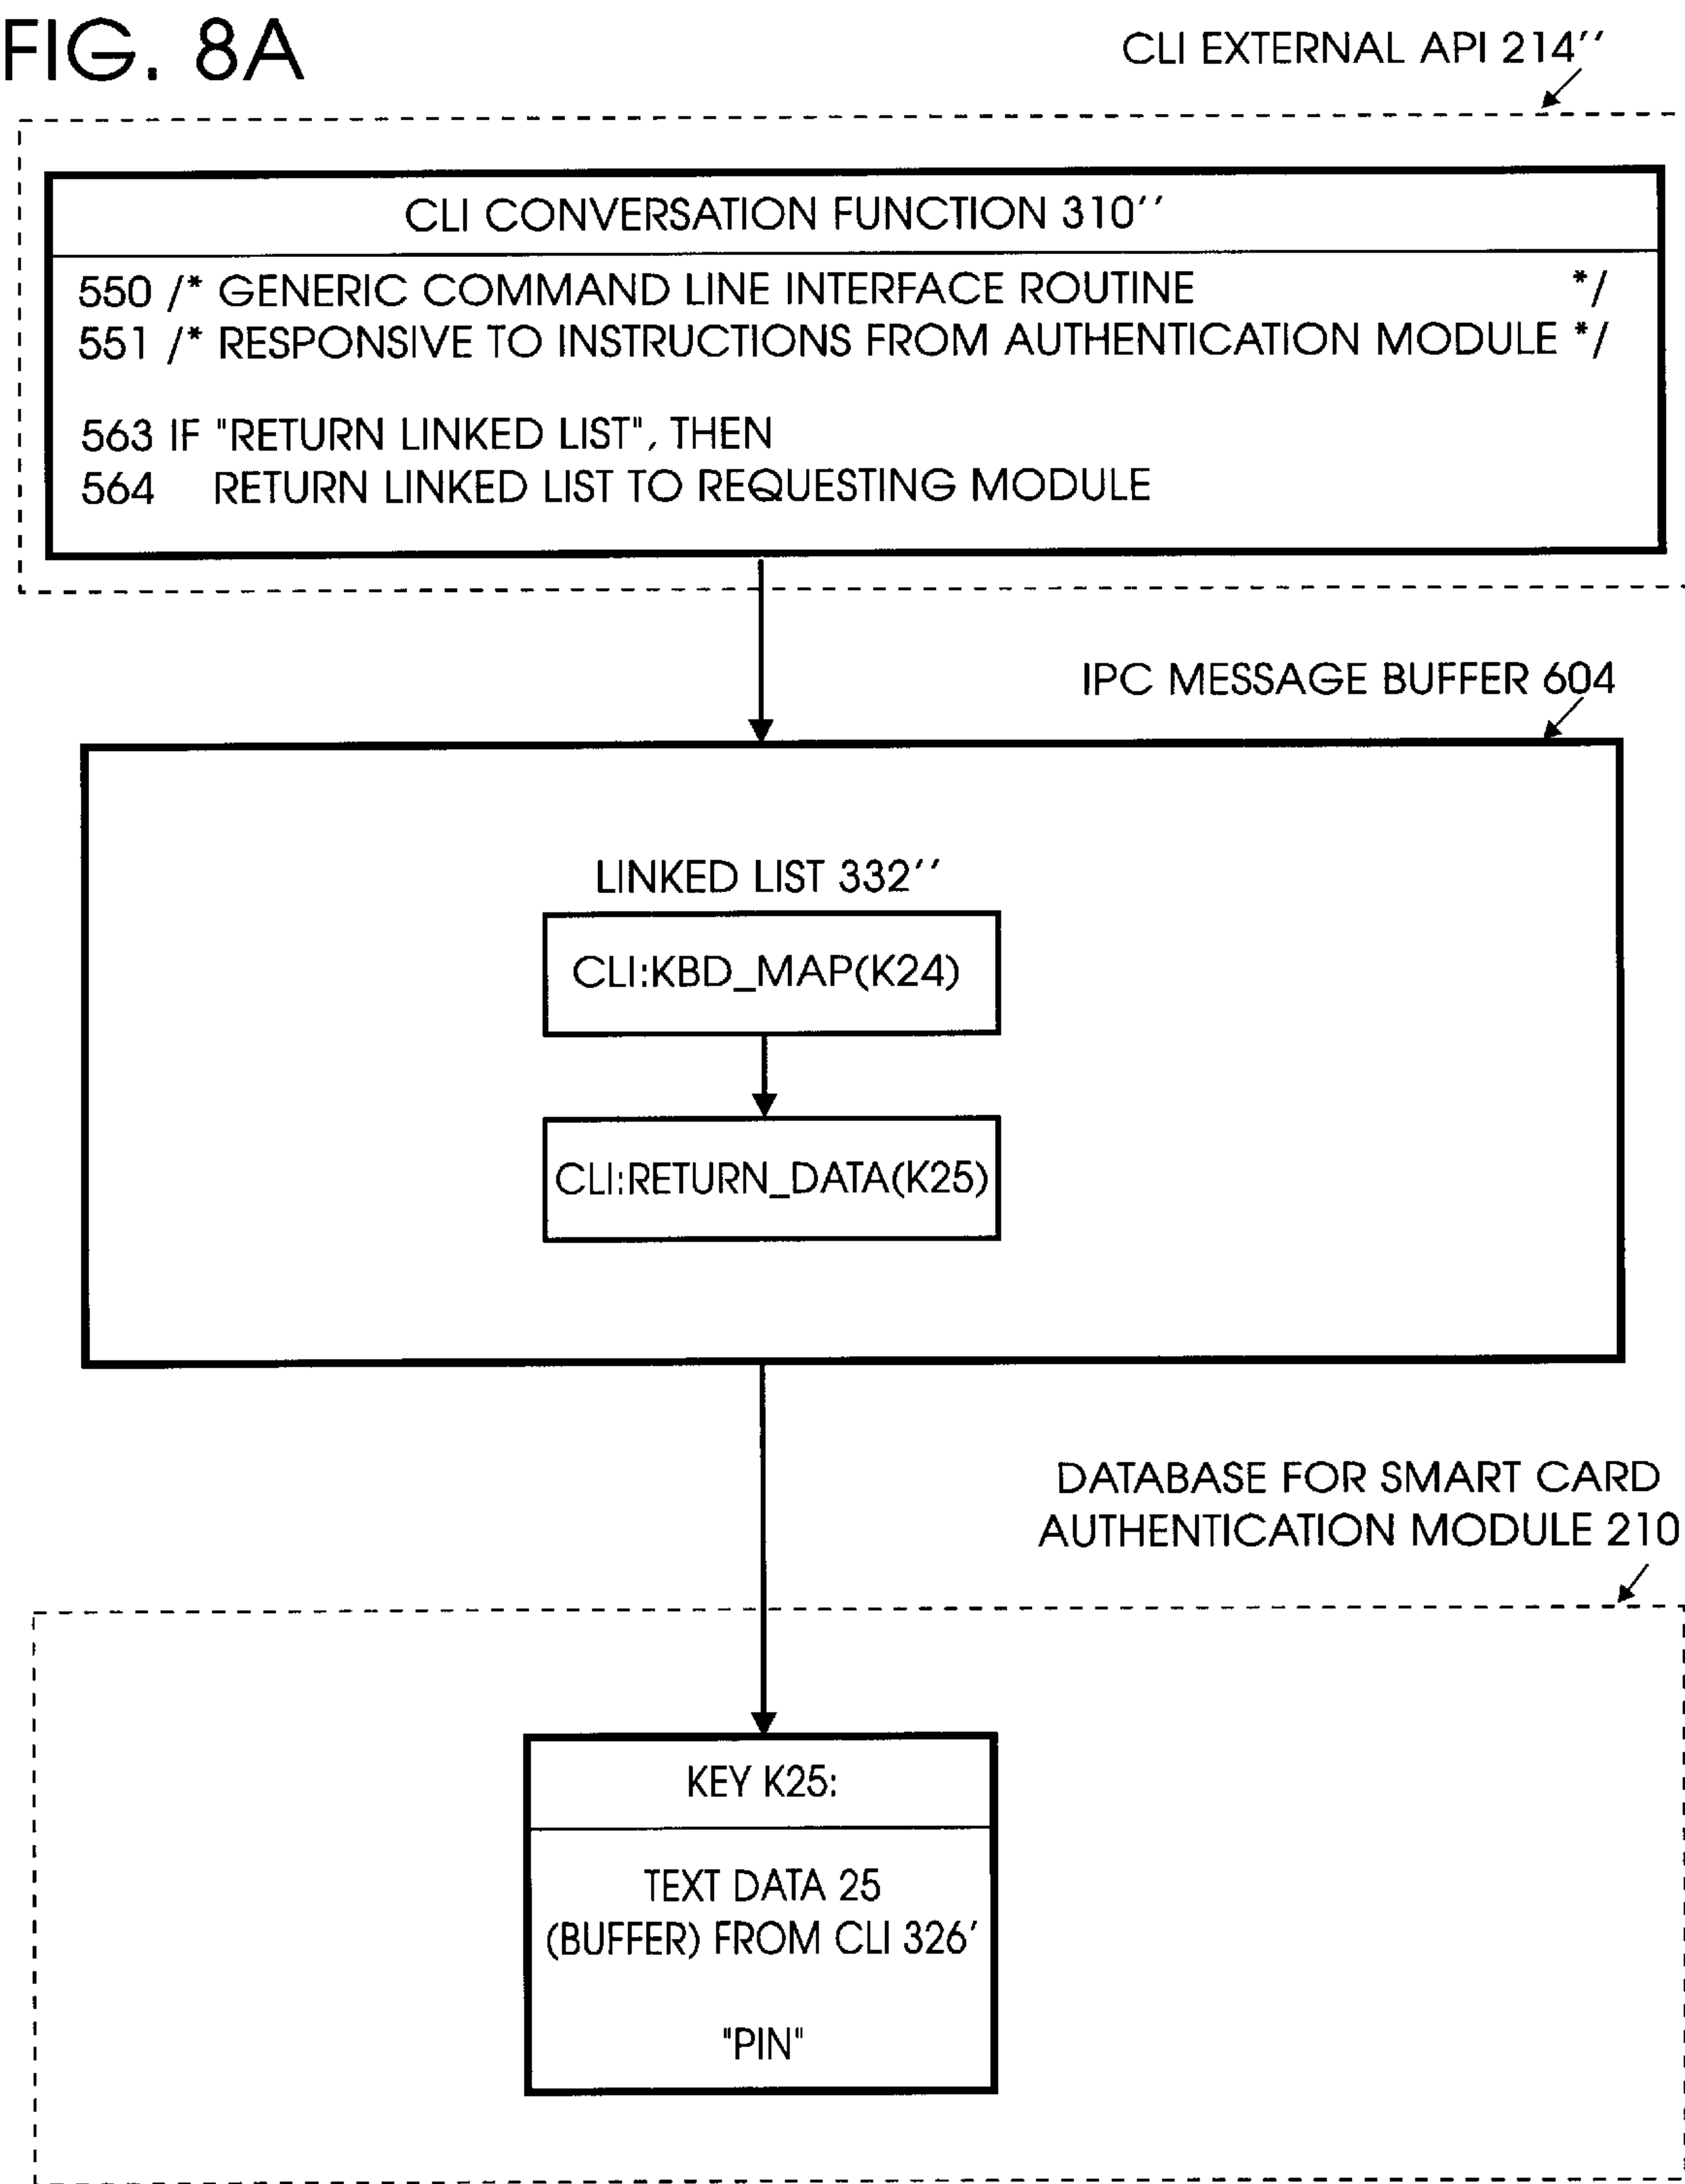 FIG. 8A
CLI EXTERNAL API 214''
CLI CONVERSATION FUNCTION 310''
550 /* GENERIC COMMAND LINE INTERFACE ROUTINE */
551 /* RESPONSIVE TO INSTRUCTIONS FROM AUTHENTICATION MODULE */
563 IF "RETURN LINKED LIST", THEN
564 RETURN LINKED LIST TO REQUESTING MODULE
IPC MESSAGE BUFFER 604
LINKED LIST 332''
CLI:KBD_MAP(K24)
CLI:RETURN_DATA(K25)
DATABASE FOR SMART CARD
AUTHENTICATION MODULE 210
KEY K25:
TEXT DATA 25
(BUFFER) FROM CLI 326'
"PIN"